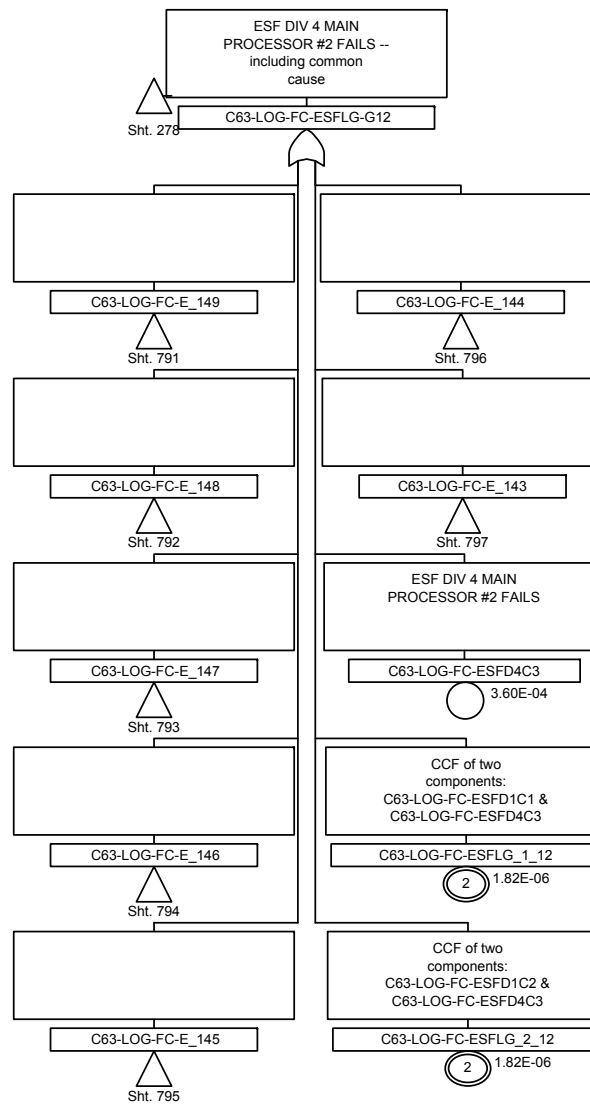 ESF DIV 4 MAIN
PROCESSOR #2 FAILS --
including common
cause
Sht. 278
C63-LOG-FC-ESFLG-G12
C63-LOG-FC-E_149
Sht. 791
C63-LOG-FC-E_144
Sht. 796
C63-LOG-FC-E_148
Sht. 792
C63-LOG-FC-E_143
Sht. 797
C63-LOG-FC-E_147
Sht. 793
ESF DIV 4 MAIN
PROCESSOR #2 FAILS
C63-LOG-FC-ESFD4C3
3.60E-04
C63-LOG-FC-E_146
Sht. 794
CCF of two
components:
C63-LOG-FC-ESFD1C1 &
C63-LOG-FC-ESFD4C3
C63-LOG-FC-ESFLG_1_12
2
1.82E-06
C63-LOG-FC-E_145
Sht. 795
CCF of two
components:
C63-LOG-FC-ESFD1C2 &
C63-LOG-FC-ESFD4C3
C63-LOG-FC-ESFLG_2_12
2
1.82E-06